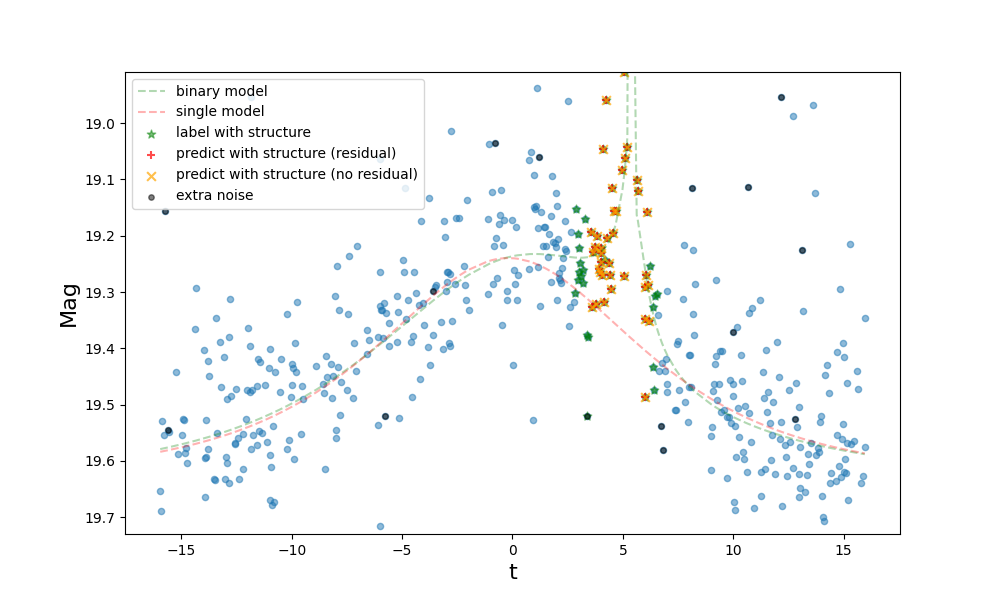 binary model
single model
label with structure
predict with structure (residual)
predict with structure (no residual)
extra noise
19.0
19.1
19.2
19.3
19.4
19.5
19.6
19.7
Mag
−15
−10
−5
0
5
10
15
t